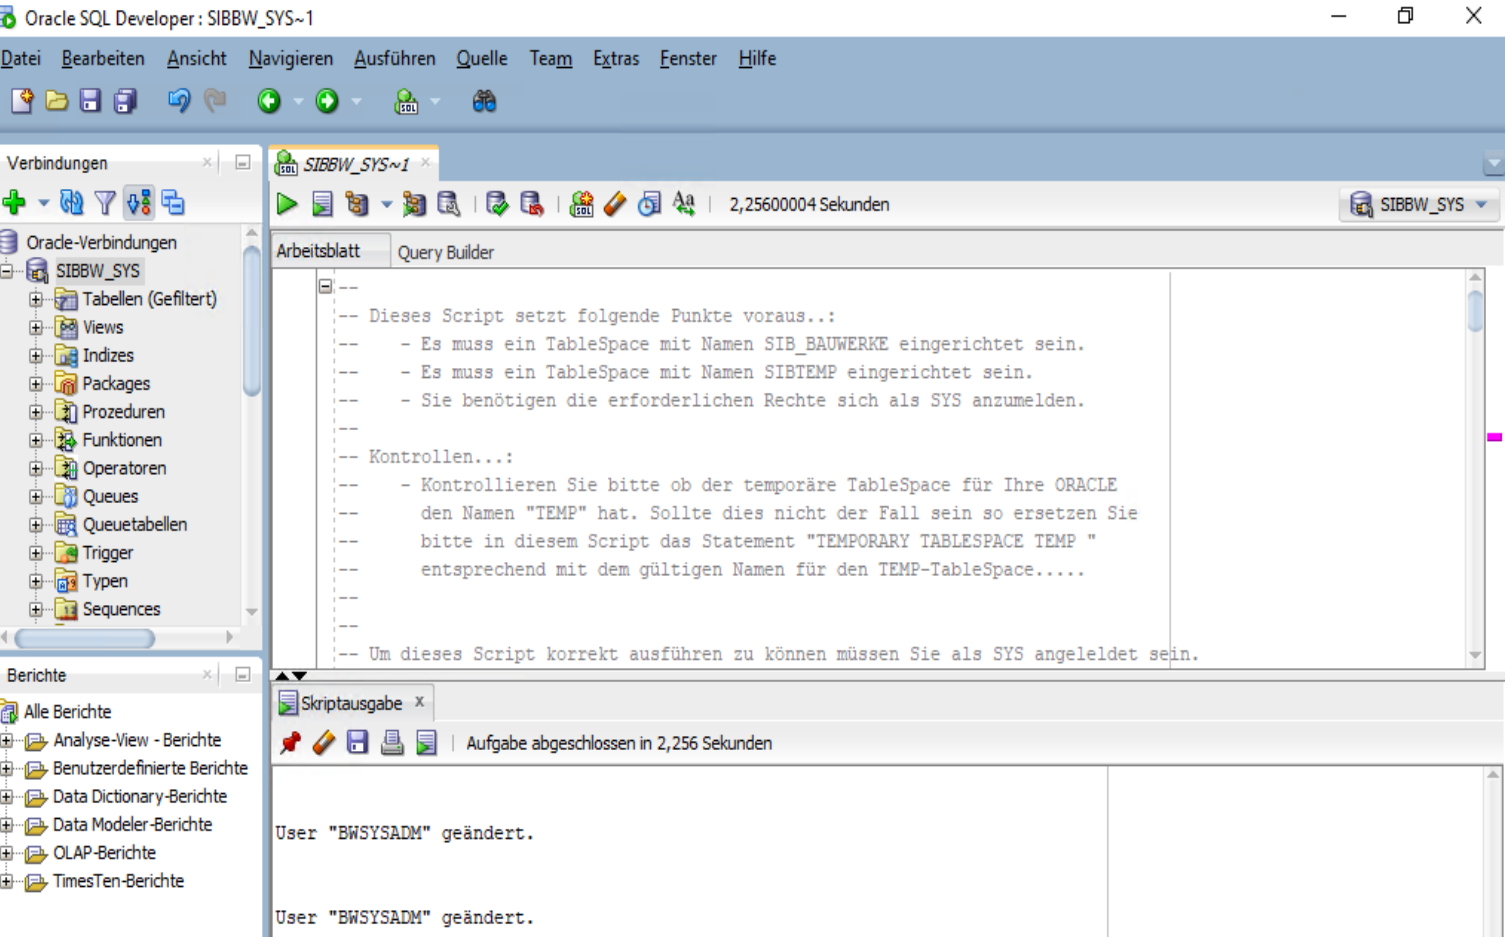 Oracle SQL Developer : SIBBW_SYS~1
Datei Bearbeiten Ansicht Navigieren Ausführen Quelle Team Extras Fenster Hilfe
Verbindungen
Oracle-Verbindungen
SIBBW_SYS
Tabellen (Gefiltert)
Views
Indizes
Packages
Prozeduren
Funktionen
Operatoren
Queues
Queuetabellen
Trigger
Typen
Sequences
Berichte
Alle Berichte
Analyse-View - Berichte
Benutzerdefinierte Berichte
Data Dictionary-Berichte
Data Modeler-Berichte
OLAP-Berichte
TimesTen-Berichte
SIBBW_SYS~1
2,25600004 Sekunden
SIBBW_SYS
Arbeitsblatt Query Builder
--
-- Dieses Script setzt folgende Punkte voraus..:
-- - Es muss ein TableSpace mit Namen SIB_BAUWERKE eingerichtet sein.
-- - Es muss ein TableSpace mit Namen SIBTEMP eingerichtet sein.
-- - Sie benötigen die erforderlichen Rechte sich als SYS anzumelden.
--
-- Kontrollen...:
-- - Kontrollieren Sie bitte ob der temporäre TableSpace für Ihre ORACLE
-- den Namen "TEMP" hat. Sollte dies nicht der Fall sein so ersetzen Sie
-- bitte in diesem Script das Statement "TEMPORARY TABLESPACE TEMP "
-- entsprechend mit dem gültigen Namen für den TEMP-TableSpace.....
--
--
-- Um dieses Script korrekt ausführen zu können müssen Sie als SYS angeleldet sein.
Skriptausgabe x
Aufgabe abgeschlossen in 2,256 Sekunden
User "BWSYSADM" geändert.
User "BWSYSADM" geändert.